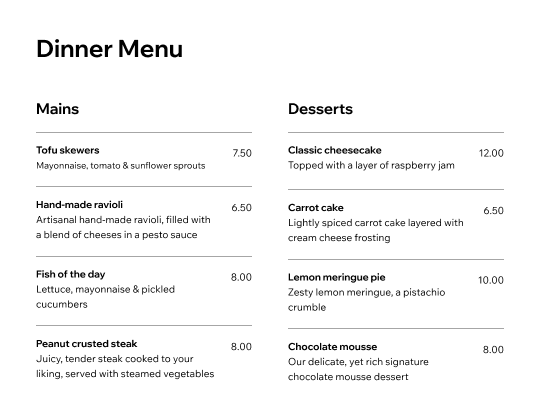 Dinner Menu
Mains
Tofu skewers 7.50
Mayonnaise, tomato & sunflower sprouts
Hand-made ravioli 6.50
Artisanal hand-made ravioli, filled with
a blend of cheeses in a pesto sauce
Fish of the day 8.00
Lettuce, mayonnaise & pickled
cucumbers
Peanut crusted steak 8.00
Juicy, tender steak cooked to your
liking, served with steamed vegetables
Desserts
Classic cheesecake 12.00
Topped with a layer of raspberry jam
Carrot cake 6.50
Lightly spiced carrot cake layered with
cream cheese frosting
Lemon meringue pie 10.00
Zesty lemon meringue, a pistachio
crumble
Chocolate mousse 8.00
Our delicate, yet rich signature
chocolate mousse dessert